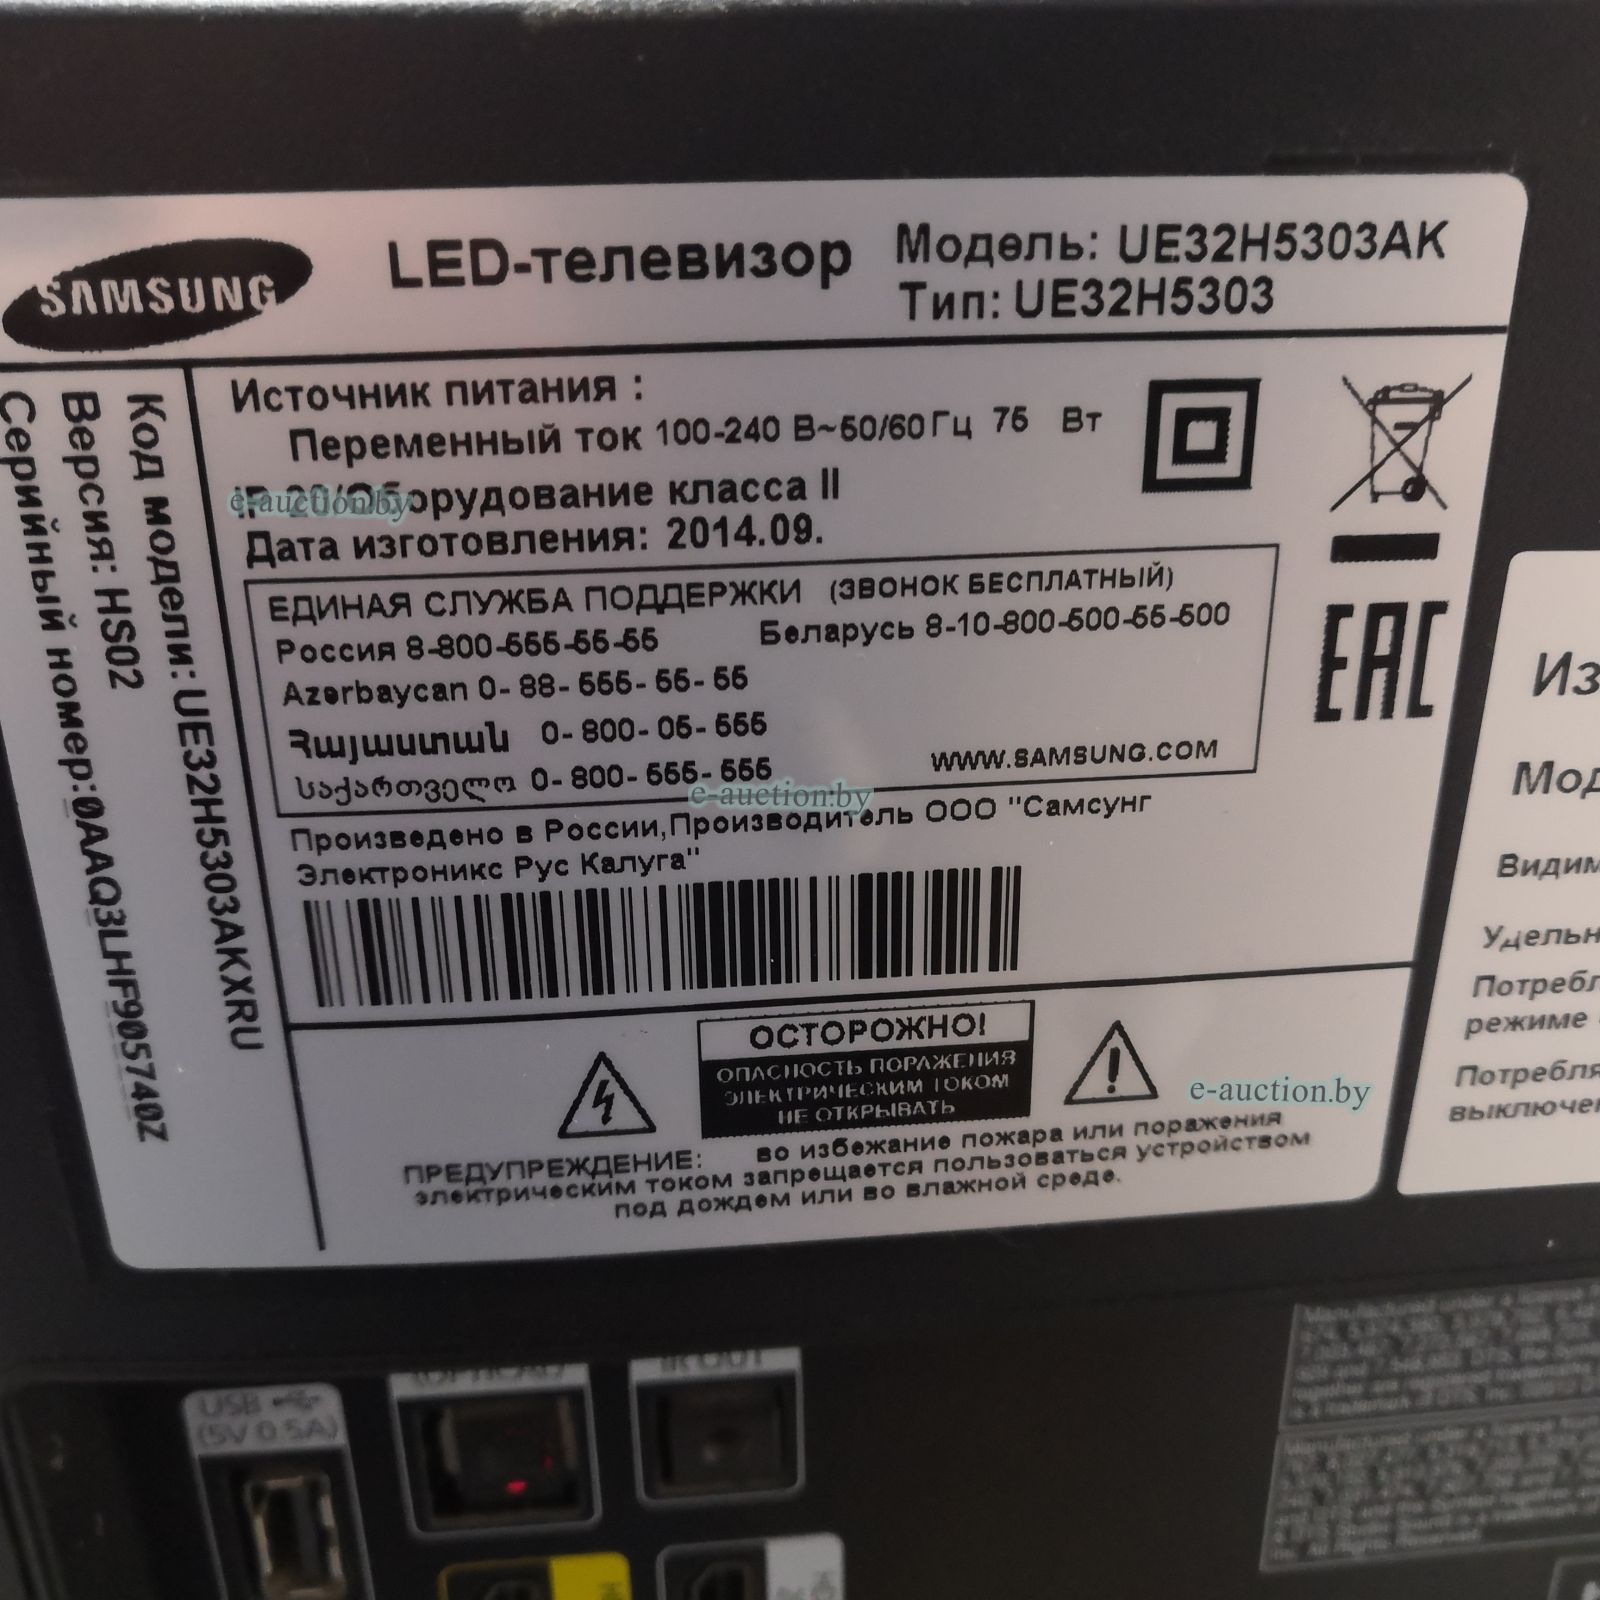 SAMSUNG
LED-телевизор
Модель: UE32H5303AK
Тип: UE32H5303
Код модели: UE32H5303AKXRU
Версия: HS02
Серийный номер:0AAQ3LHF905740Z
Источник питания :
Переменный ток 100-240 В~50/60Гц 75 Вт
IP 20/Оборудование класса II
e-auction.by
Дата изготовления: 2014.09.
ЕДИНАЯ СЛУЖБА ПОДДЕРЖКИ (ЗВОНОК БЕСПЛАТНЫЙ)
Россия 8-800-555-55-55 Беларусь 8-10-800-500-55-500
Azerbaycan 0- 88- 555- 55- 55
Հայաստան 0- 800- 05- 555
საქართველო 0- 800- 555- 555
WWW.SAMSUNG.COM
e-auction.by
Произведено в России,Производитель ООО "Самсунг
Электроникс Рус Калуга"
EAC
ОСТОРОЖНО!
ОПАСНОСТЬ ПОРАЖЕНИЯ
ЭЛЕКТРИЧЕСКИМ ТОКОМ
НЕ ОТКРЫВАТЬ
e-auction.by
ПРЕДУПРЕЖДЕНИЕ: во избежание пожара или поражения
электрическим током запрещается пользоваться устройством
под дождем или во влажной среде.
Из
Мод
Видим
Удельн
Потребл
режиме
Потребля
выключе
USB
(5V 0.5A)
(OPTICAL)
IR OUT